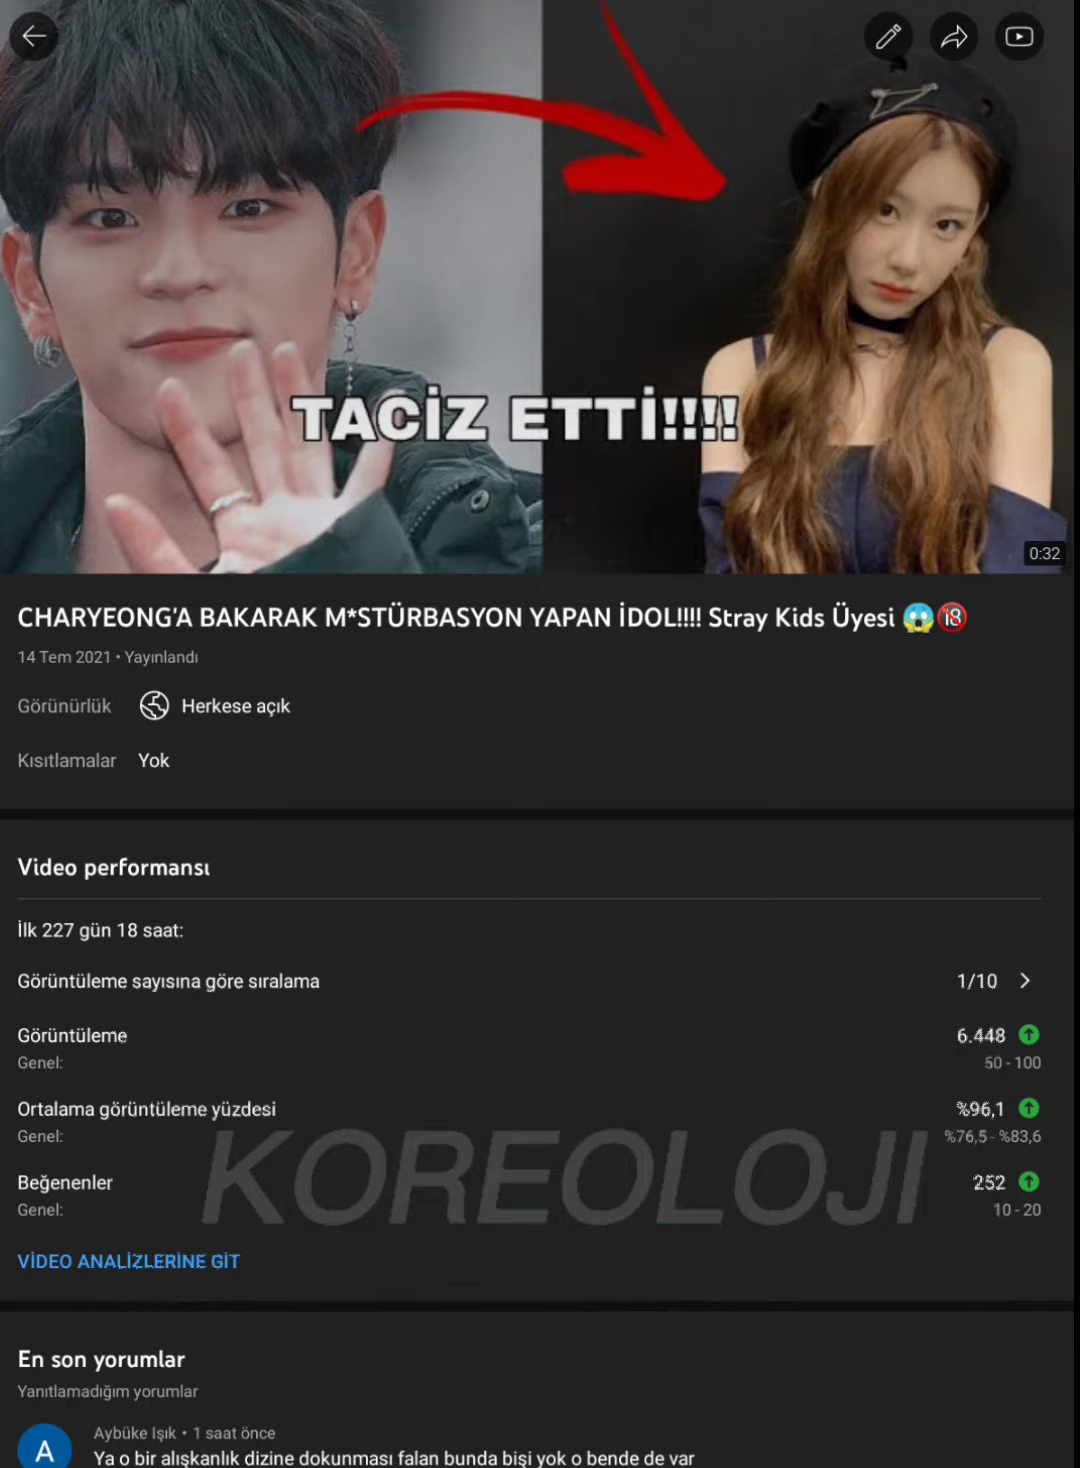 TACİZ ETTİ!!!!
0:32
CHARYEONG'A BAKARAK M*STÜRBASYON YAPAN İDOL!!!! Stray Kids Üyesi 😱🔞
14 Tem 2021 • Yayınlandı
Görünürlük Herkese açık
Kısıtlamalar Yok
Video performansı
İlk 227 gün 18 saat:
Görüntüleme sayısına göre sıralama 1/10
Görüntüleme 6.448
Genel: 50 - 100
Ortalama görüntüleme yüzdesi %96,1
Genel: %76,5 - %83,6
KOREOLOJI
Beğenenler 252
Genel: 10 - 20
VİDEO ANALİZLERİNE GİT
En son yorumlar
Yanıtlamadığım yorumlar
A
Aybüke Işık • 1 saat önce
Ya o bir alışkanlık dizine dokunması falan bunda bişi yok o bende de var